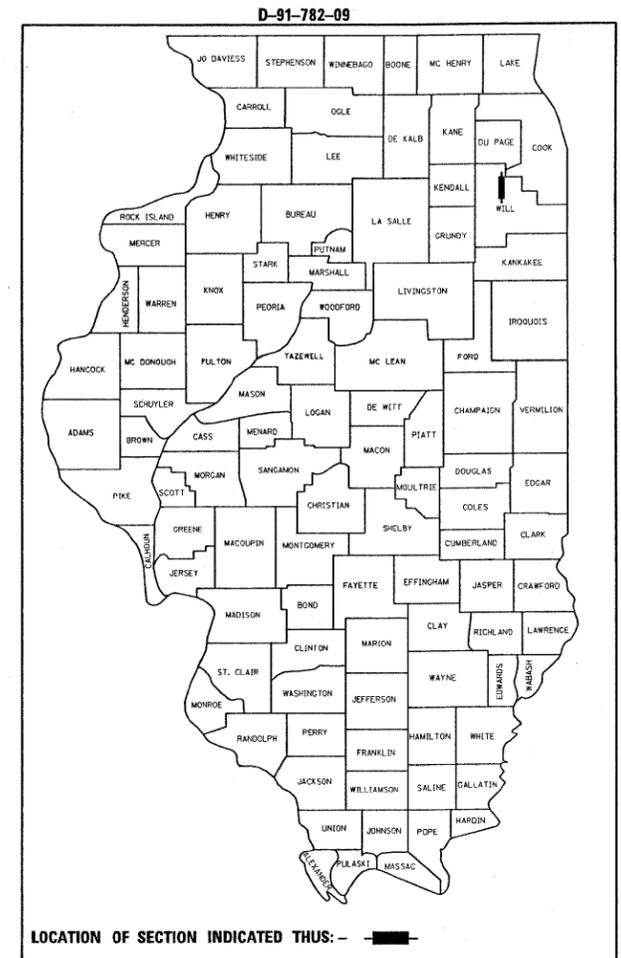 D-91-782-09
JO DAVIESS STEPHENSON WINNEBAGO BOONE MC HENRY LAKE
CARROLL OGLE DE KALB KANE DU PAGE COOK
WHITESIDE LEE KENDALL WILL
ROCK ISLAND HENRY BUREAU LA SALLE GRUNDY
MERCER PUTNAM KANKAKEE
STARK MARSHALL
HENDERSON WARREN KNOX PEORIA WOODFORD LIVINGSTON IROQUOIS
HANCOCK MC DONOUGH FULTON TAZEWELL MC LEAN FORD
SCHUYLER MASON LOGAN DE WITT CHAMPAIGN VERMILION
ADAMS BROWN CASS MENARD MACON PIATT
MORGAN SANGAMON DOUGLAS EDGAR
PIKE SCOTT CHRISTIAN MOULTRIE COLES
GREENE MACOUPIN MONTGOMERY SHELBY CUMBERLAND CLARK
CALHOUN JERSEY FAYETTE EFFINGHAM JASPER CRAWFORD
MADISON BOND CLAY RICHLAND LAWRENCE
CLINTON MARION
ST. CLAIR WAYNE EDWARDS WABASH
MONROE WASHINGTON JEFFERSON
RANDOLPH PERRY HAMILTON WHITE
FRANKLIN
JACKSON WILLIAMSON SALINE GALLATIN
UNION JOHNSON POPE HARDIN
ALEXANDER PULASKI MASSAC
LOCATION OF SECTION INDICATED THUS: -